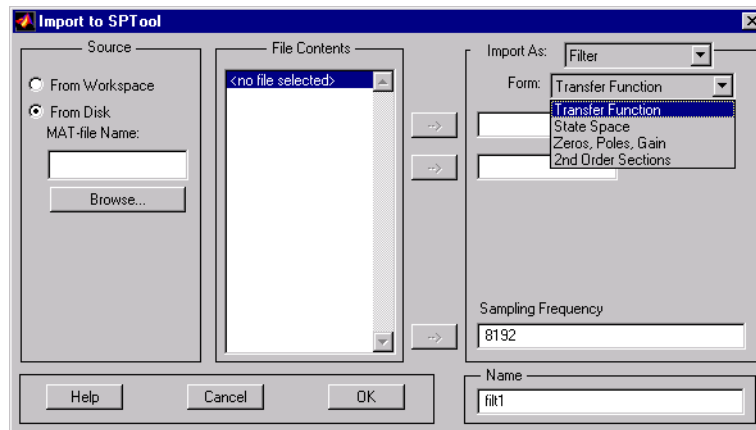 Import to SPTool
Source
From Workspace
From Disk
MAT-file Name:
Browse...
File Contents
<no file selected>
-->
-->
-->
Import As:
Filter
Form:
Transfer Function
Transfer Function
State Space
Zeros, Poles, Gain
2nd Order Sections
Sampling Frequency
8192
Help
Cancel
OK
Name
filt1